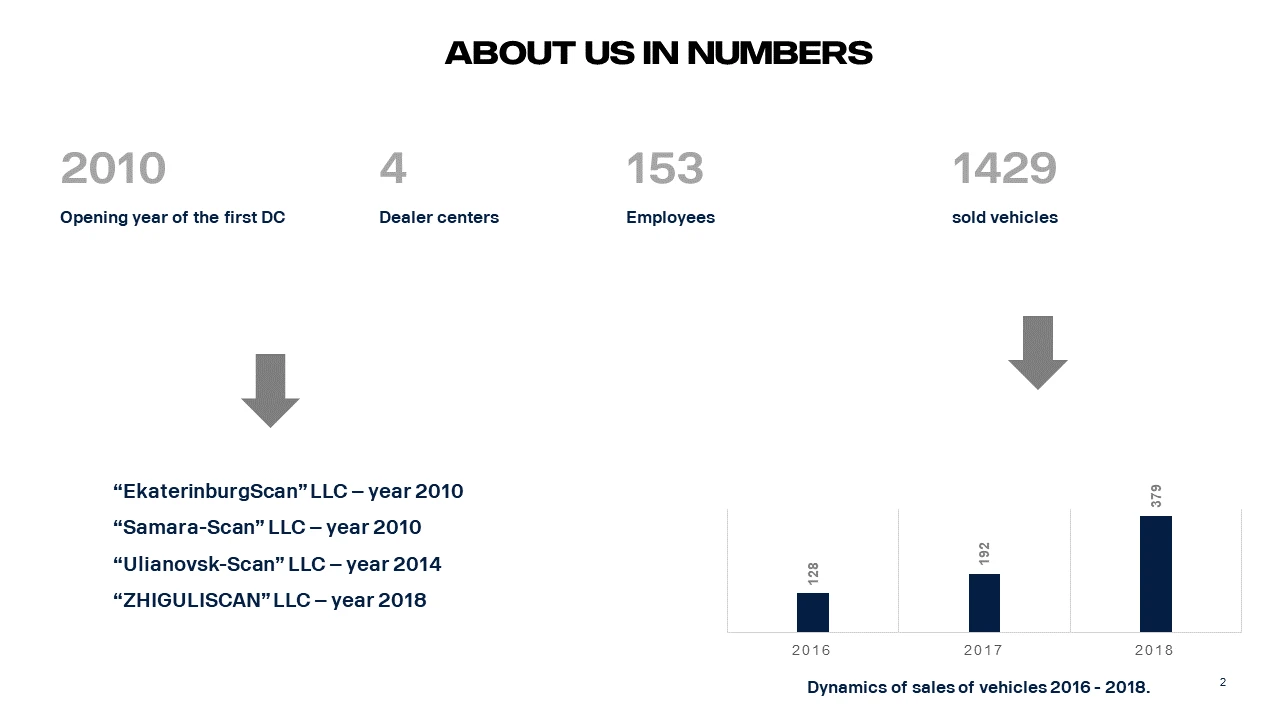 ABOUT US IN NUMBERS
2010
Opening year of the first DC
4
Dealer centers
153
Employees
1429
sold vehicles
“EkaterinburgScan” LLC – year 2010
“Samara-Scan” LLC – year 2010
“Ulianovsk-Scan” LLC – year 2014
“ZHIGULISCAN” LLC – year 2018
128
192
379
2016
2017
2018
Dynamics of sales of vehicles 2016 - 2018.
2